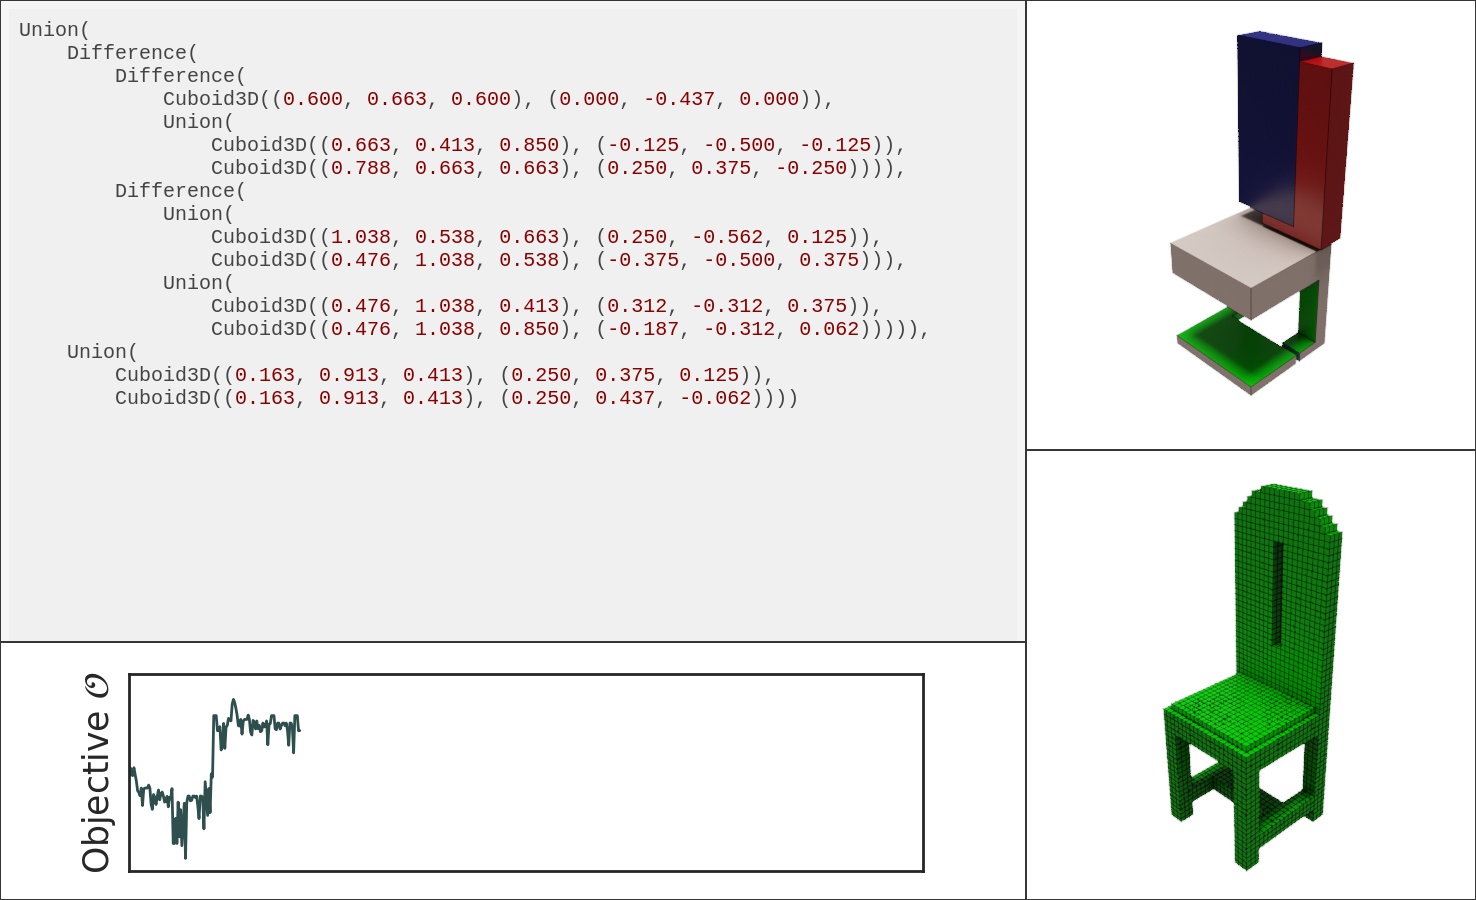 Union(
    Difference(
        Difference(
            Cuboid3D((0.600, 0.663, 0.600), (0.000, -0.437, 0.000)),
            Union(
                Cuboid3D((0.663, 0.413, 0.850), (-0.125, -0.500, -0.125)),
                Cuboid3D((0.788, 0.663, 0.663), (0.250, 0.375, -0.250)))),
        Difference(
            Union(
                Cuboid3D((1.038, 0.538, 0.663), (0.250, -0.562, 0.125)),
                Cuboid3D((0.476, 1.038, 0.538), (-0.375, -0.500, 0.375))),
            Union(
                Cuboid3D((0.476, 1.038, 0.413), (0.312, -0.312, 0.375)),
                Cuboid3D((0.476, 1.038, 0.850), (-0.187, -0.312, 0.062))))),
    Union(
        Cuboid3D((0.163, 0.913, 0.413), (0.250, 0.375, 0.125)),
        Cuboid3D((0.163, 0.913, 0.413), (0.250, 0.437, -0.062))))
Objective 𝒪